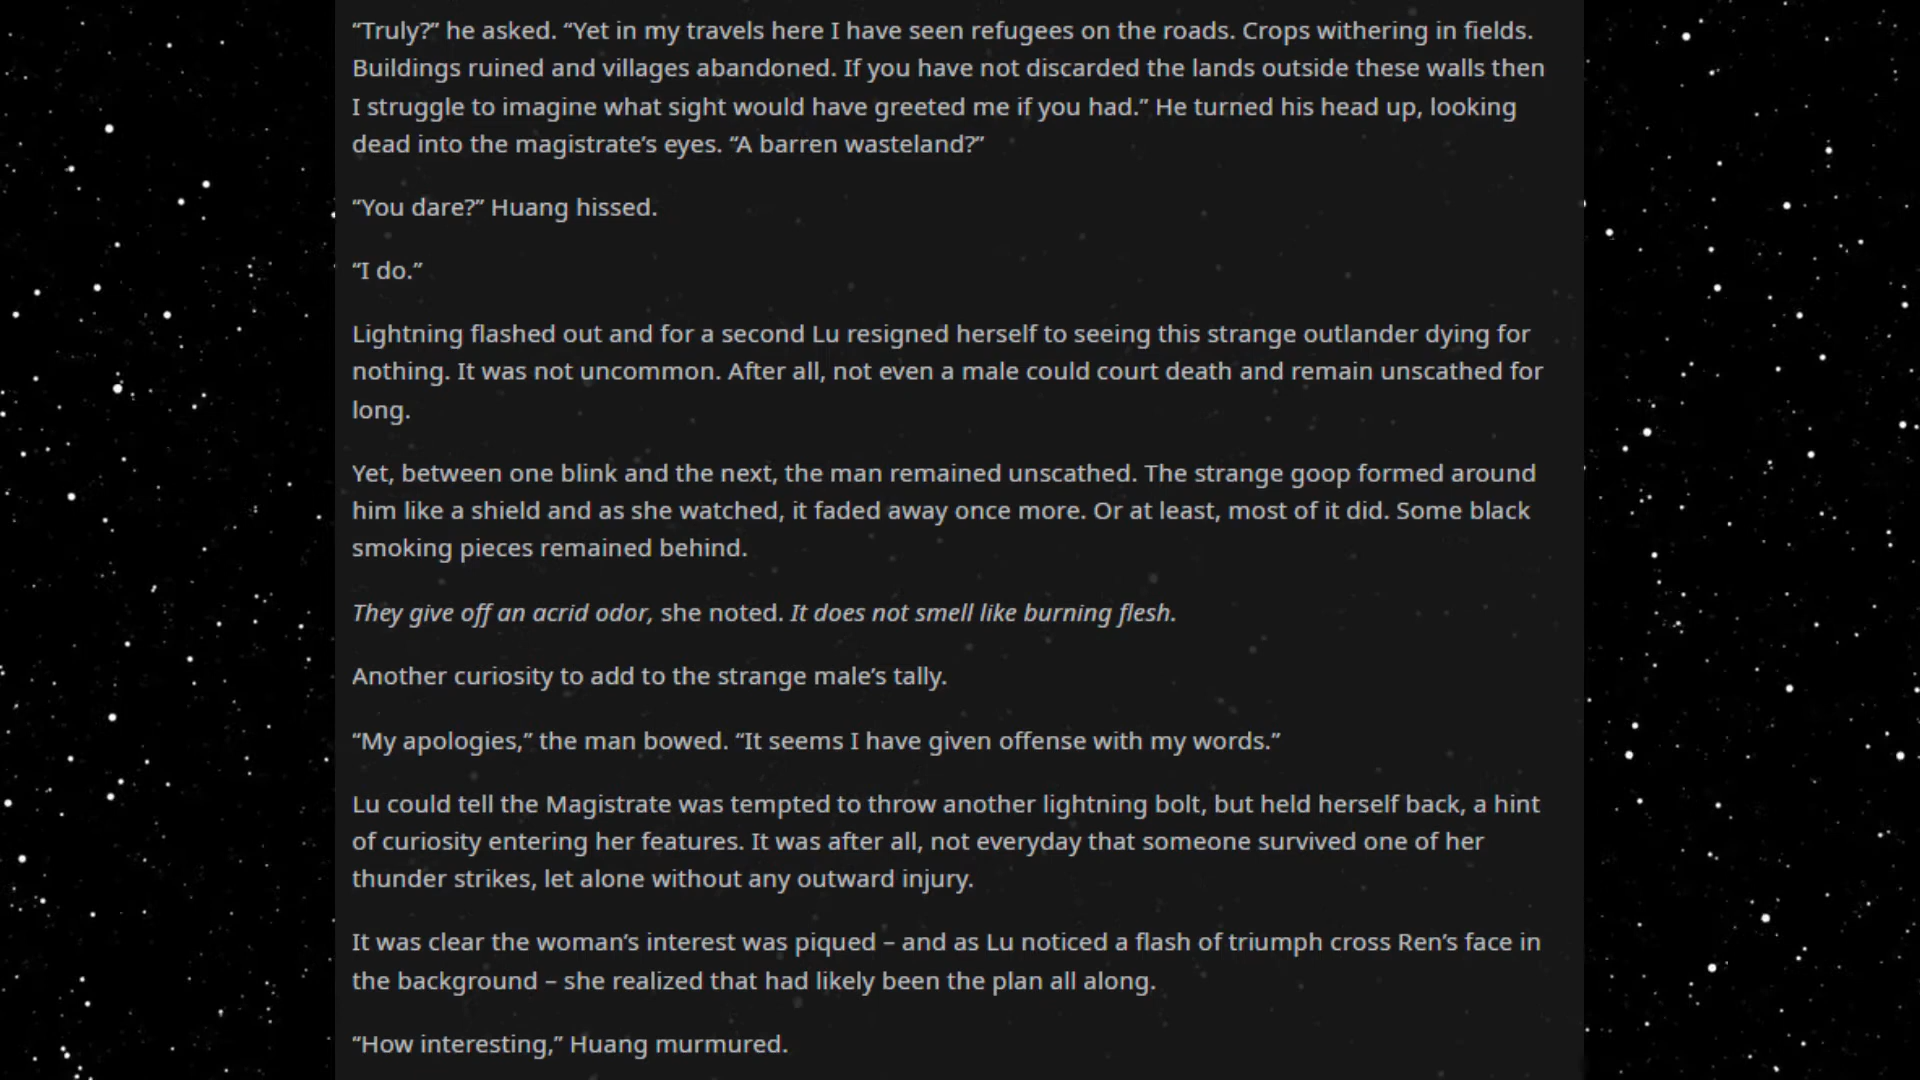 “Truly?” he asked. “Yet in my travels here I have seen refugees on the roads. Crops withering in fields.
Buildings ruined and villages abandoned. If you have not discarded the lands outside these walls then
I struggle to imagine what sight would have greeted me if you had.” He turned his head up, looking
dead into the magistrate’s eyes. “A barren wasteland?”
“You dare?” Huang hissed.
“I do.”
Lightning flashed out and for a second Lu resigned herself to seeing this strange outlander dying for
nothing. It was not uncommon. After all, not even a male could court death and remain unscathed for
long.
Yet, between one blink and the next, the man remained unscathed. The strange goop formed around
him like a shield and as she watched, it faded away once more. Or at least, most of it did. Some black
smoking pieces remained behind.
They give off an acrid odor, she noted. It does not smell like burning flesh.
Another curiosity to add to the strange male’s tally.
“My apologies,” the man bowed. “It seems I have given offense with my words.”
Lu could tell the Magistrate was tempted to throw another lightning bolt, but held herself back, a hint
of curiosity entering her features. It was after all, not everyday that someone survived one of her
thunder strikes, let alone without any outward injury.
It was clear the woman’s interest was piqued – and as Lu noticed a flash of triumph cross Ren’s face in
the background – she realized that had likely been the plan all along.
“How interesting,” Huang murmured.